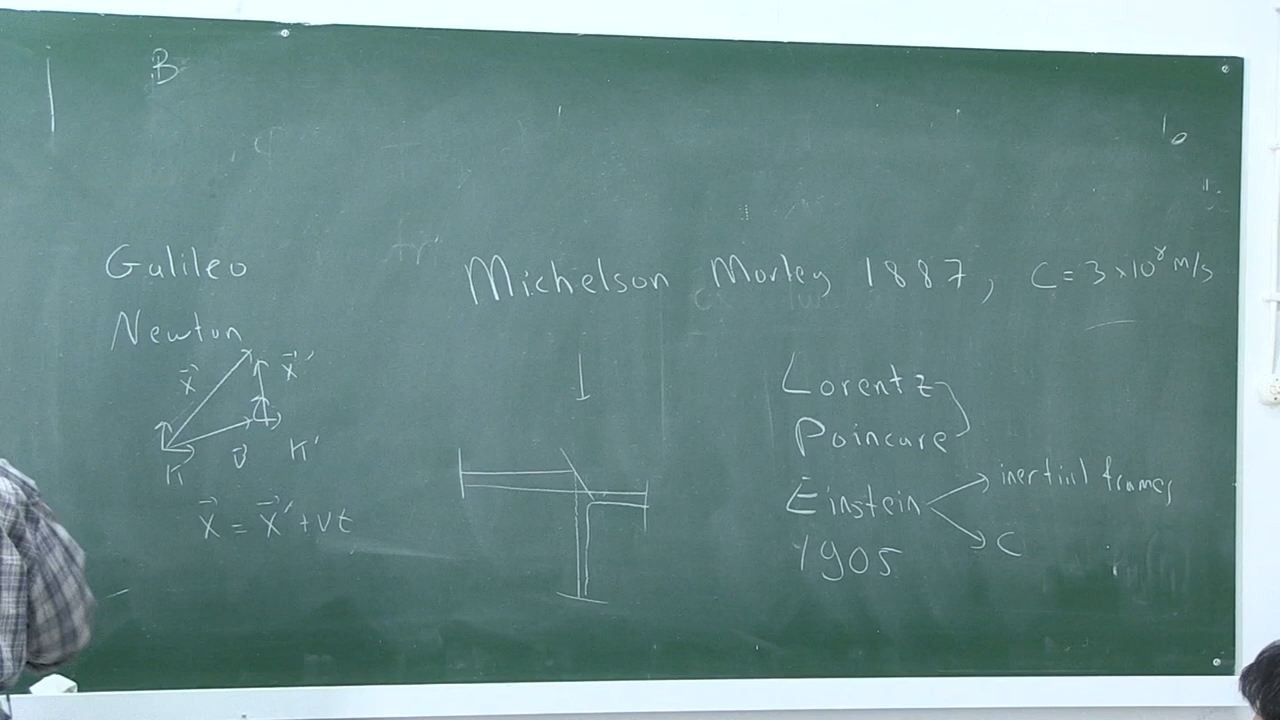 B
Galileo
Newton
x⃗ x⃗′
K v⃗ K′
x⃗ = x⃗′ + vt
Michelson Morley 1887, C = 3 × 10⁸ m/s
Lorentz
Poincare
Einstein → inertial frames
→ C
1905